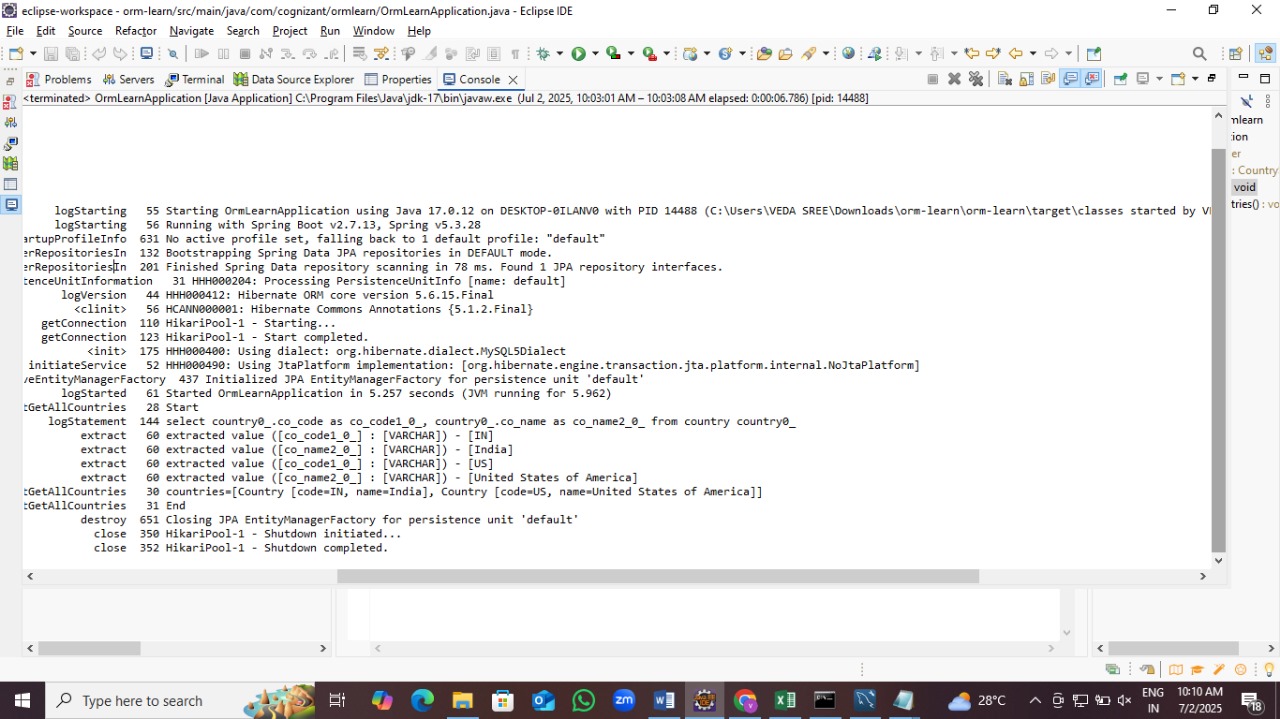 eclipse-workspace - orm-learn/src/main/java/com/cognizant/ormlearn/OrmLearnApplication.java - Eclipse IDE
File Edit Source Refactor Navigate Search Project Run Window Help
Problems Servers Terminal Data Source Explorer Properties Console
<terminated> OrmLearnApplication [Java Application] C:\Program Files\Java\jdk-17\bin\javaw.exe (Jul 2, 2025, 10:03:01 AM – 10:03:08 AM elapsed: 0:00:06.786) [pid: 14488]
mlearn
ion
er
: Country
void
tries() : vo
logStarting 55 Starting OrmLearnApplication using Java 17.0.12 on DESKTOP-0ILANV0 with PID 14488 (C:\Users\VEDA SREE\Downloads\orm-learn\orm-learn\target\classes started by VI
logStarting 56 Running with Spring Boot v2.7.13, Spring v5.3.28
artupProfileInfo 631 No active profile set, falling back to 1 default profile: "default"
erRepositoriesIn 132 Bootstrapping Spring Data JPA repositories in DEFAULT mode.
erRepositoriesIn 201 Finished Spring Data repository scanning in 78 ms. Found 1 JPA repository interfaces.
tenceUnitInformation 31 HHH000204: Processing PersistenceUnitInfo [name: default]
logVersion 44 HHH000412: Hibernate ORM core version 5.6.15.Final
<clinit> 56 HCANN000001: Hibernate Commons Annotations {5.1.2.Final}
getConnection 110 HikariPool-1 - Starting...
getConnection 123 HikariPool-1 - Start completed.
<init> 175 HHH000400: Using dialect: org.hibernate.dialect.MySQL5Dialect
initiateService 52 HHH000490: Using JtaPlatform implementation: [org.hibernate.engine.transaction.jta.platform.internal.NoJtaPlatform]
veEntityManagerFactory 437 Initialized JPA EntityManagerFactory for persistence unit 'default'
logStarted 61 Started OrmLearnApplication in 5.257 seconds (JVM running for 5.962)
tGetAllCountries 28 Start
logStatement 144 select country0_.co_code as co_code1_0_, country0_.co_name as co_name2_0_ from country country0_
extract 60 extracted value ([co_code1_0_] : [VARCHAR]) - [IN]
extract 60 extracted value ([co_name2_0_] : [VARCHAR]) - [India]
extract 60 extracted value ([co_code1_0_] : [VARCHAR]) - [US]
extract 60 extracted value ([co_name2_0_] : [VARCHAR]) - [United States of America]
tGetAllCountries 30 countries=[Country [code=IN, name=India], Country [code=US, name=United States of America]]
tGetAllCountries 31 End
destroy 651 Closing JPA EntityManagerFactory for persistence unit 'default'
close 350 HikariPool-1 - Shutdown initiated...
close 352 HikariPool-1 - Shutdown completed.
Type here to search
28°C
ENG
IN
10:10 AM
7/2/2025
18